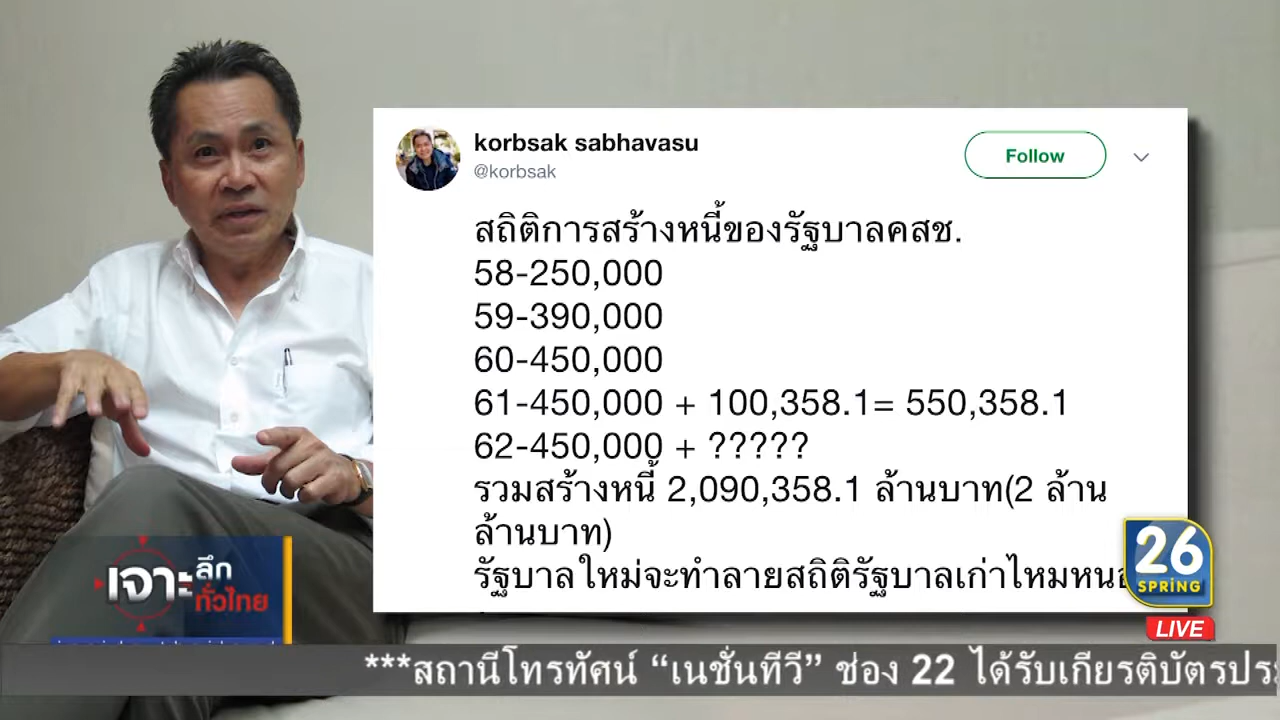 korbsak sabhavasu
@korbsak
Follow
สถิติการสร้างหนี้ของรัฐบาลคสช.
58-250,000
59-390,000
60-450,000
61-450,000 + 100,358.1= 550,358.1
62-450,000 + ?????
รวมสร้างหนี้ 2,090,358.1 ล้านบาท(2 ล้าน
ล้านบาท)
รัฐบาลใหม่จะทำลายสถิติรัฐบาลเก่าไหมหน
26
SPRiNG
LIVE
เจาะลึก
ทั่วไทย
***สถานีโทรทัศน์ “เนชั่นทีวี” ช่อง 22 ได้รับเกียรติบัตรประ